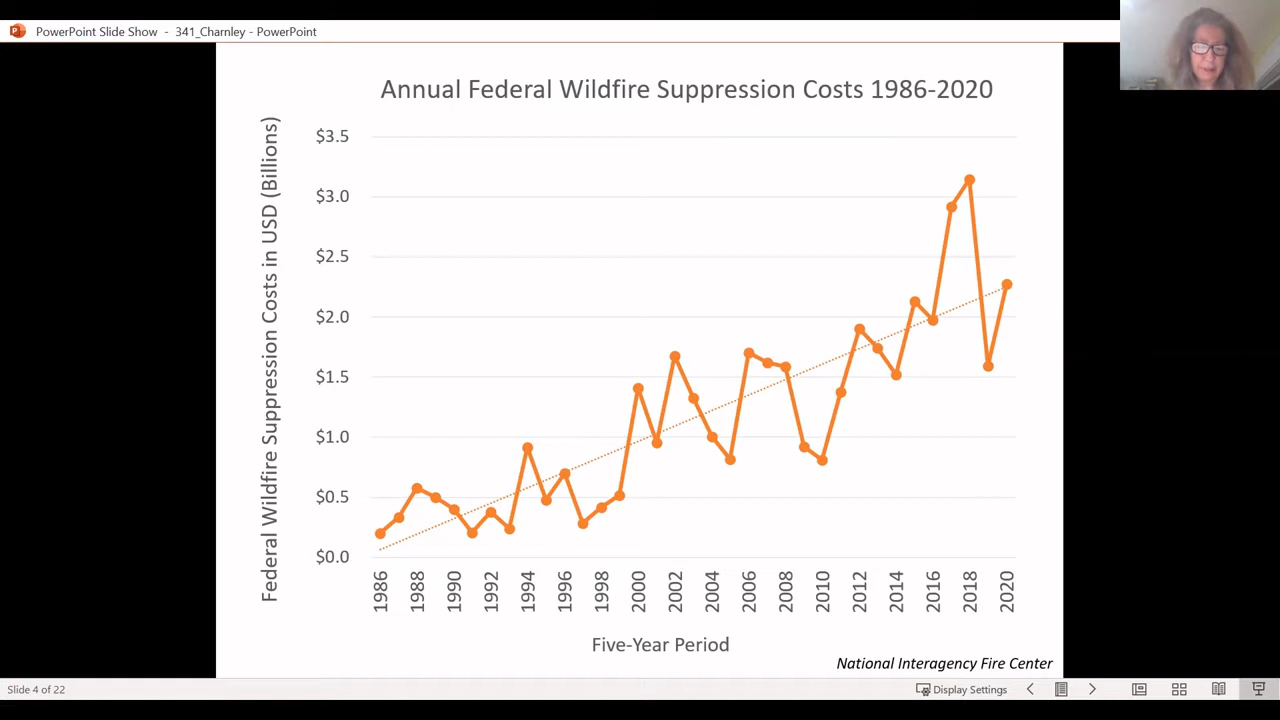 PowerPoint Slide Show - 341_Charnley - PowerPoint
Annual Federal Wildfire Suppression Costs 1986-2020
Federal Wildfire Suppression Costs in USD (Billions)
$3.5
$3.0
$2.5
$2.0
$1.5
$1.0
$0.5
$0.0
1986 1988 1990 1992 1994 1996 1998 2000 2002 2004 2006 2008 2010 2012 2014 2016 2018 2020
Five-Year Period
National Interagency Fire Center
Slide 4 of 22
Display Settings